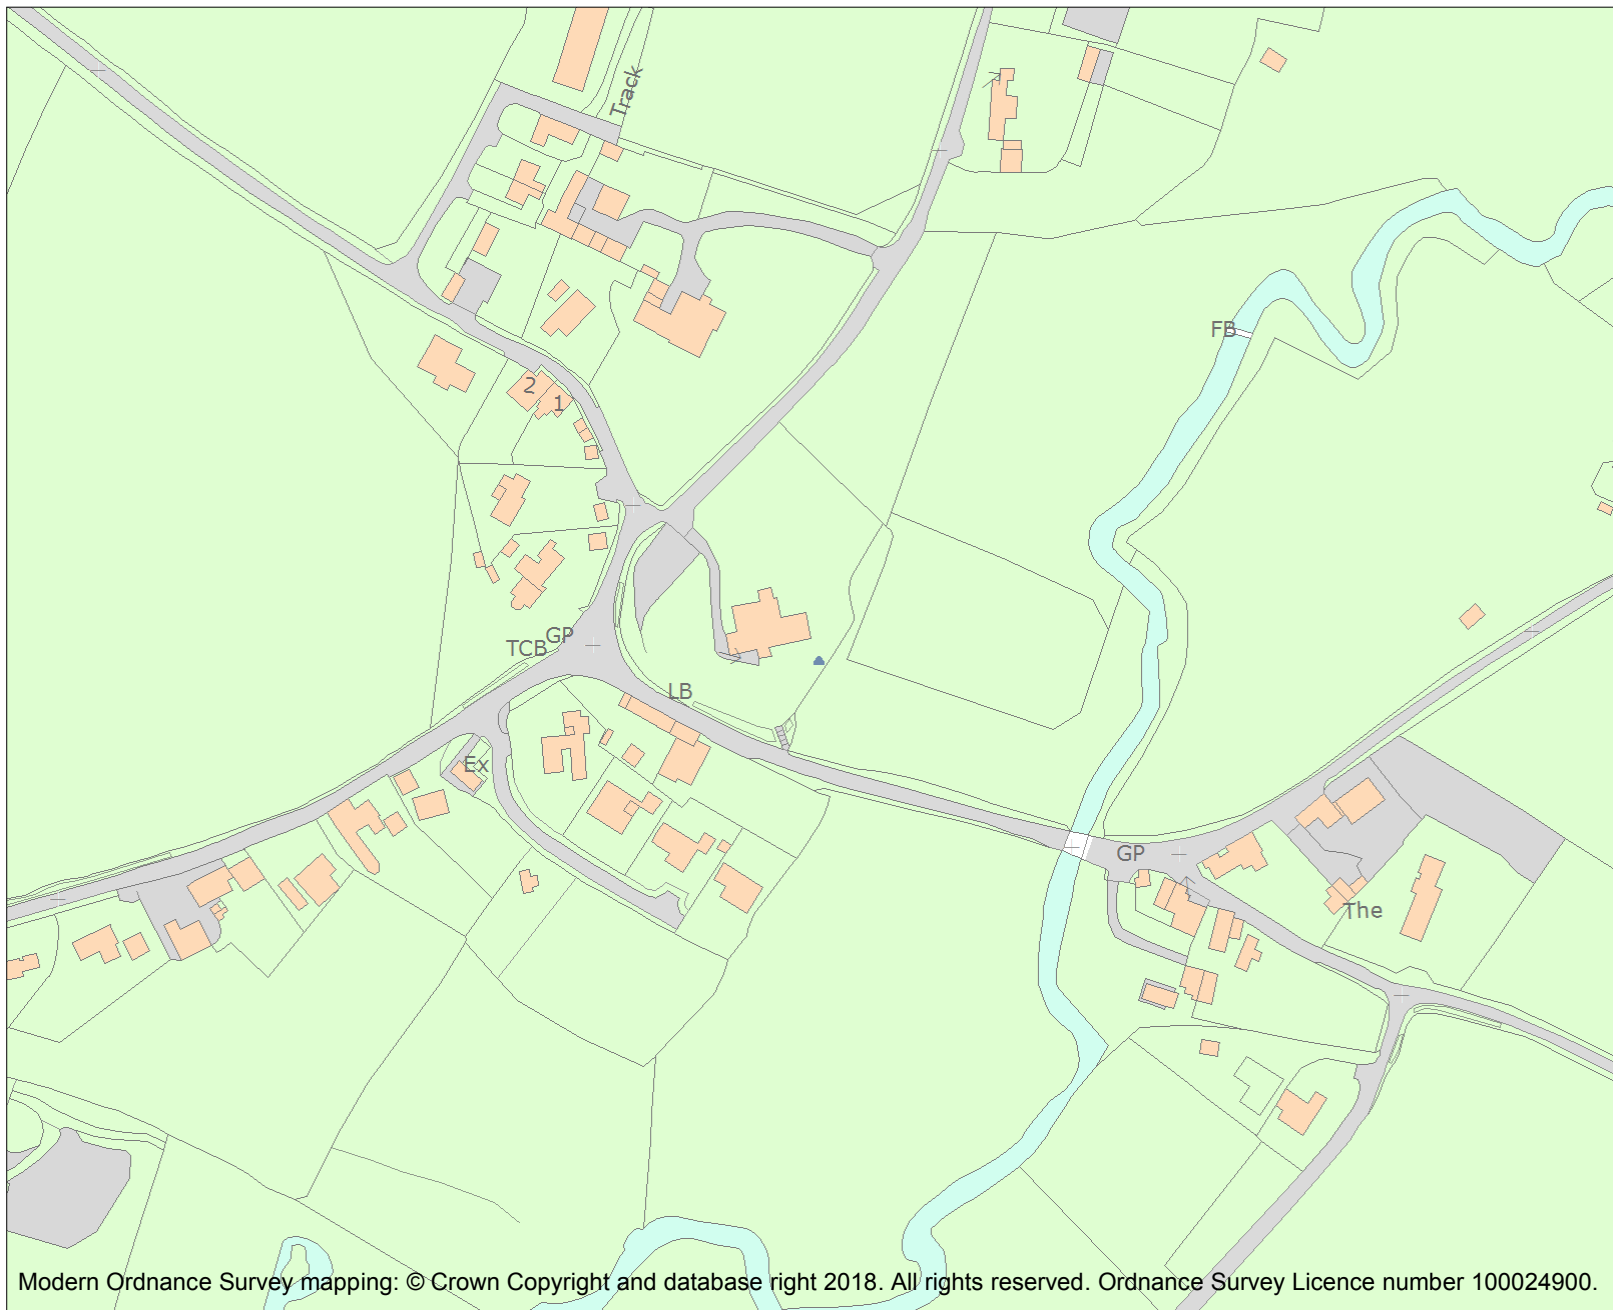 Track
FB
2
1
TCB
GP
LB
Ex
GP
The
Modern Ordnance Survey mapping: © Crown Copyright and database right 2018. All rights reserved. Ordnance Survey Licence number 100024900.